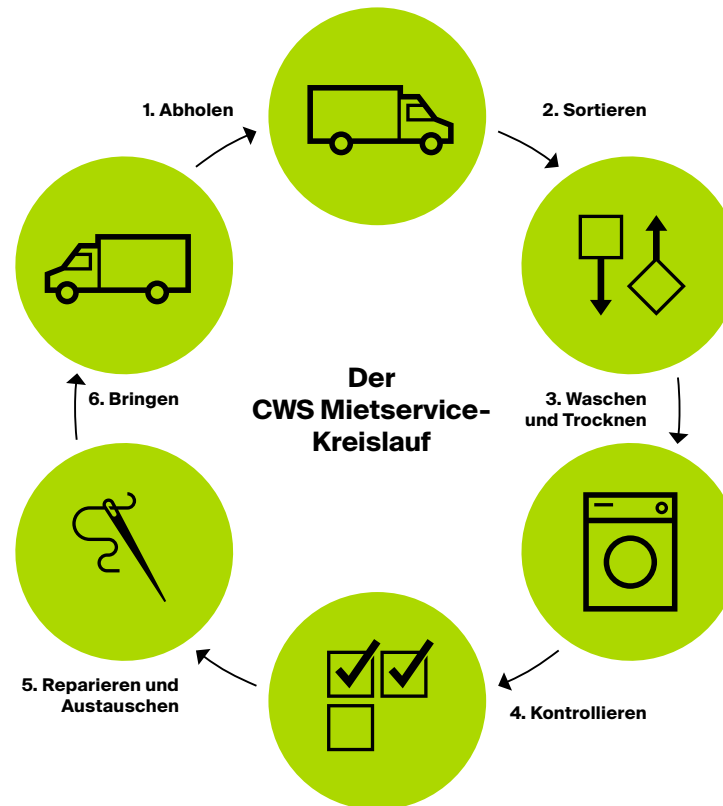 1. Abholen
2. Sortieren
Der
CWS Mietservice-
Kreislauf
3. Waschen
und Trocknen
6. Bringen
5. Reparieren und
Austauschen
4. Kontrollieren